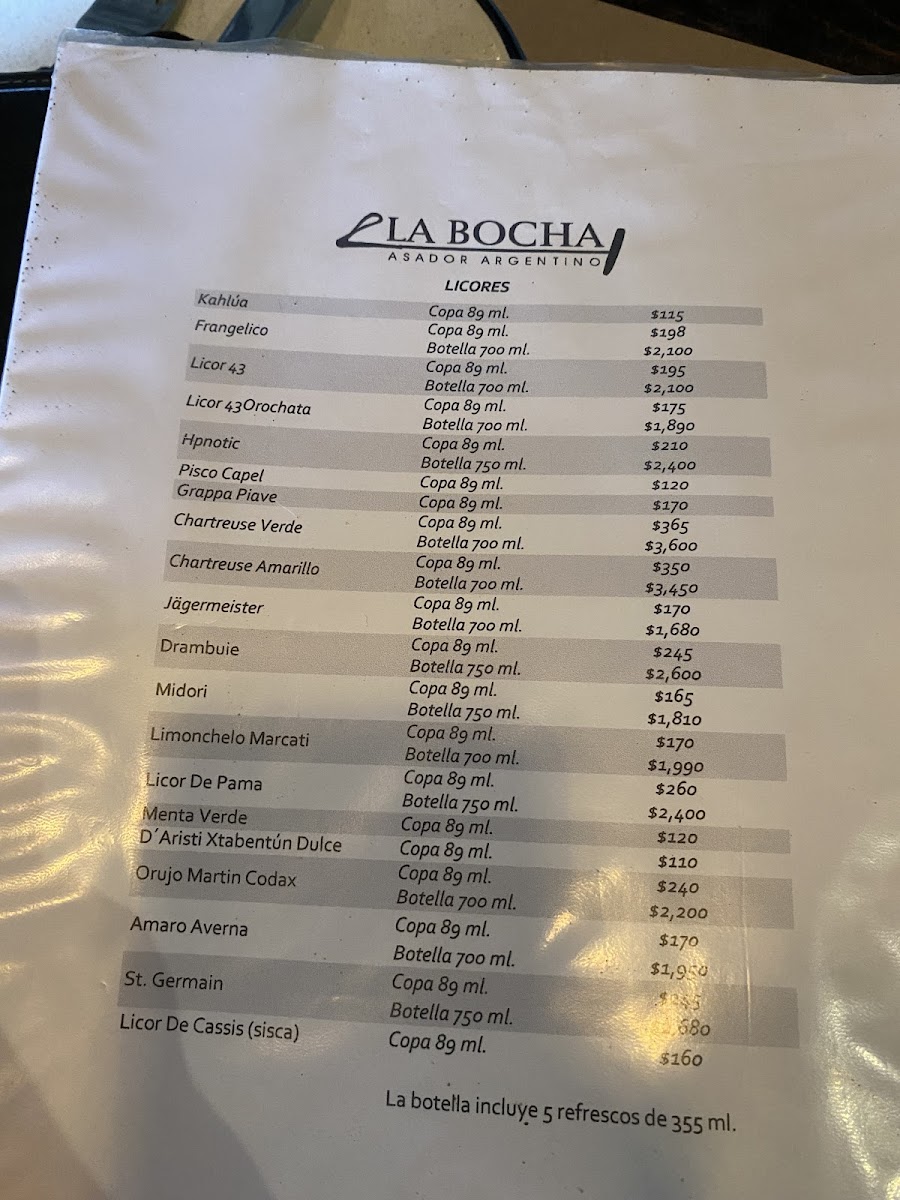 LA BOCHA
ASADOR ARGENTINO
LICORES
Kahlúa Copa 89 ml. $115
Frangelico Copa 89 ml. $198
Botella 700 ml. $2,100
Licor 43 Copa 89 ml. $195
Botella 700 ml. $2,100
Licor 43Orochata Copa 89 ml. $175
Botella 700 ml. $1,890
Hpnotic Copa 89 ml. $210
Botella 750 ml. $2,400
Pisco Capel Copa 89 ml. $120
Grappa Piave Copa 89 ml. $170
Chartreuse Verde Copa 89 ml. $365
Botella 700 ml. $3,600
Chartreuse Amarillo Copa 89 ml. $350
Botella 700 ml. $3,450
Jägermeister Copa 89 ml. $170
Botella 700 ml. $1,680
Drambuie Copa 89 ml. $245
Botella 750 ml. $2,600
Midori Copa 89 ml. $165
Botella 750 ml. $1,810
Limonchelo Marcati Copa 89 ml. $170
Botella 700 ml. $1,990
Licor De Pama Copa 89 ml. $260
Botella 750 ml. $2,400
Menta Verde Copa 89 ml. $120
D´Aristi Xtabentún Dulce Copa 89 ml. $110
Orujo Martin Codax Copa 89 ml. $240
Botella 700 ml. $2,200
Amaro Averna Copa 89 ml. $170
Botella 700 ml.
St. Germain Copa 89 ml.
Botella 750 ml.
Licor De Cassis (sisca) Copa 89 ml. $160
La botella incluye 5 refrescos de 355 ml.